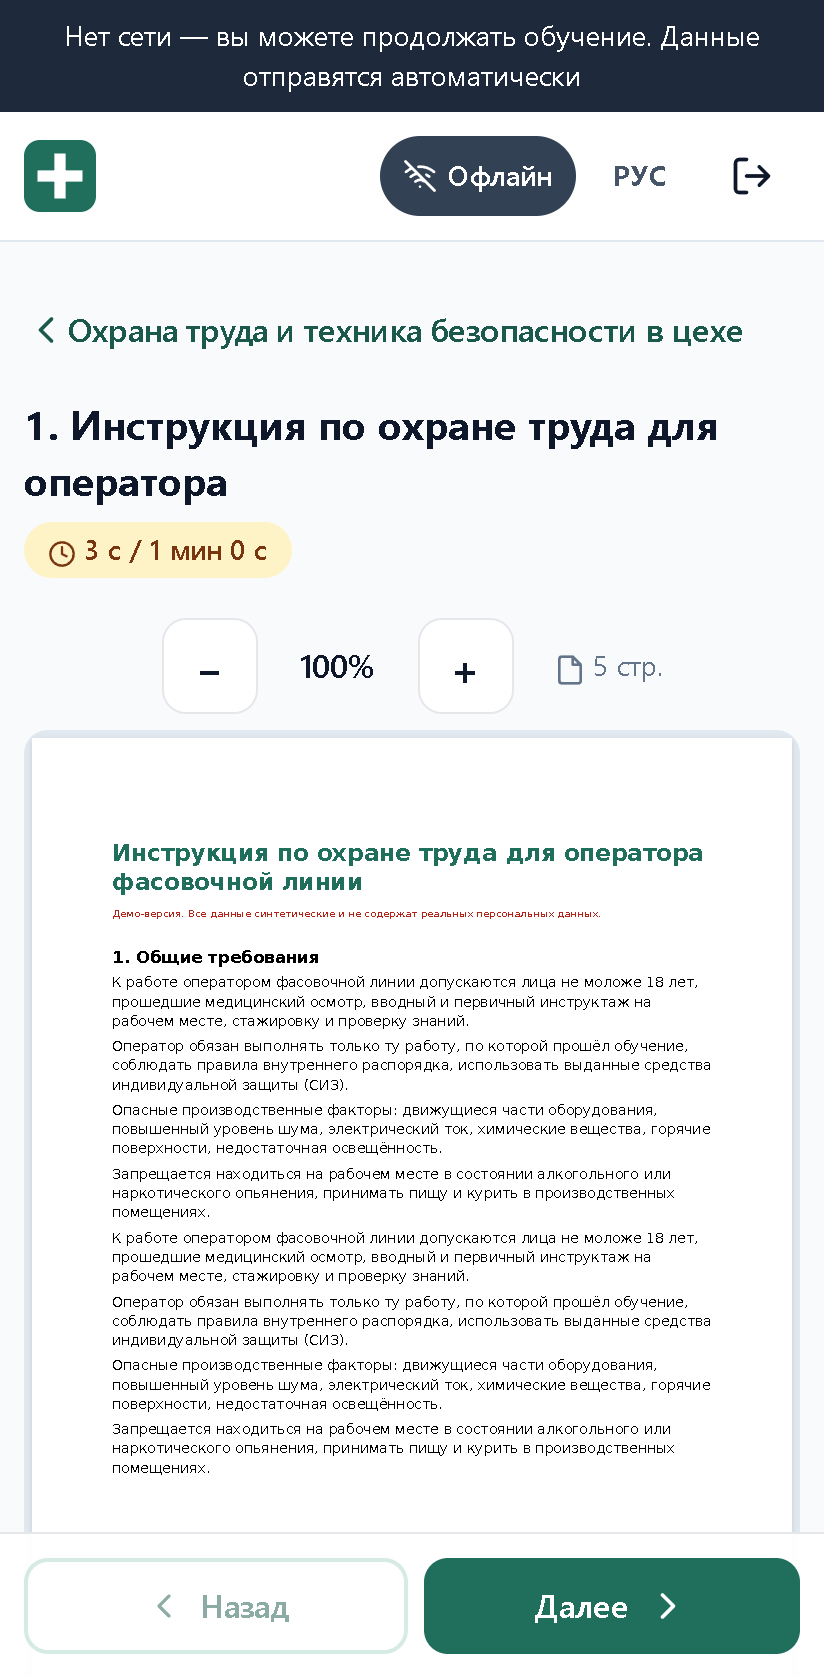 Нет сети — вы можете продолжать обучение. Данные
отправятся автоматически
Офлайн
РУС
Охрана труда и техника безопасности в цехе
1. Инструкция по охране труда для
оператора
3 с / 1 мин 0 с
–
100%
+
5 стр.
Инструкция по охране труда для оператора
фасовочной линии
Демо-версия. Все данные синтетические и не содержат реальных персональных данных.
1. Общие требования
К работе оператором фасовочной линии допускаются лица не моложе 18 лет,
прошедшие медицинский осмотр, вводный и первичный инструктаж на
рабочем месте, стажировку и проверку знаний.
Оператор обязан выполнять только ту работу, по которой прошёл обучение,
соблюдать правила внутреннего распорядка, использовать выданные средства
индивидуальной защиты (СИЗ).
Опасные производственные факторы: движущиеся части оборудования,
повышенный уровень шума, электрический ток, химические вещества, горячие
поверхности, недостаточная освещённость.
Запрещается находиться на рабочем месте в состоянии алкогольного или
наркотического опьянения, принимать пищу и курить в производственных
помещениях.
К работе оператором фасовочной линии допускаются лица не моложе 18 лет,
прошедшие медицинский осмотр, вводный и первичный инструктаж на
рабочем месте, стажировку и проверку знаний.
Оператор обязан выполнять только ту работу, по которой прошёл обучение,
соблюдать правила внутреннего распорядка, использовать выданные средства
индивидуальной защиты (СИЗ).
Опасные производственные факторы: движущиеся части оборудования,
повышенный уровень шума, электрический ток, химические вещества, горячие
поверхности, недостаточная освещённость.
Запрещается находиться на рабочем месте в состоянии алкогольного или
наркотического опьянения, принимать пищу и курить в производственных
помещениях.
Назад
Далее